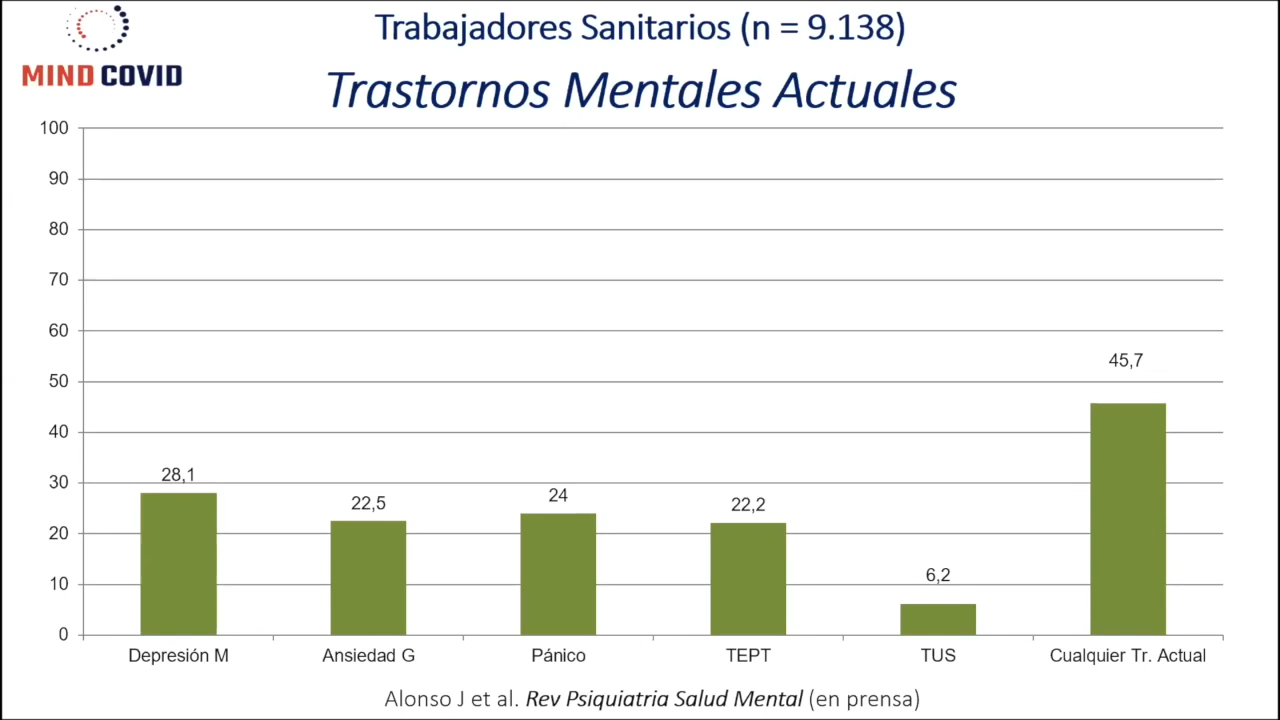 MIND COVID
Trabajadores Sanitarios (n = 9.138)
Trastornos Mentales Actuales
100
90
80
70
60
50
40
30
20
10
0
28,1
22,5
24
22,2
6,2
45,7
Depresión M
Ansiedad G
Pánico
TEPT
TUS
Cualquier Tr. Actual
Alonso J et al. Rev Psiquiatria Salud Mental (en prensa)